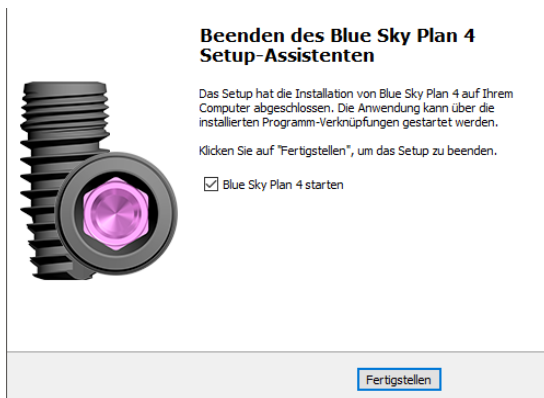 Beenden des Blue Sky Plan 4
Setup-Assistenten
Das Setup hat die Installation von Blue Sky Plan 4 auf Ihrem
Computer abgeschlossen. Die Anwendung kann über die
installierten Programm-Verknüpfungen gestartet werden.
Klicken Sie auf "Fertigstellen", um das Setup zu beenden.
Blue Sky Plan 4 starten
Fertigstellen